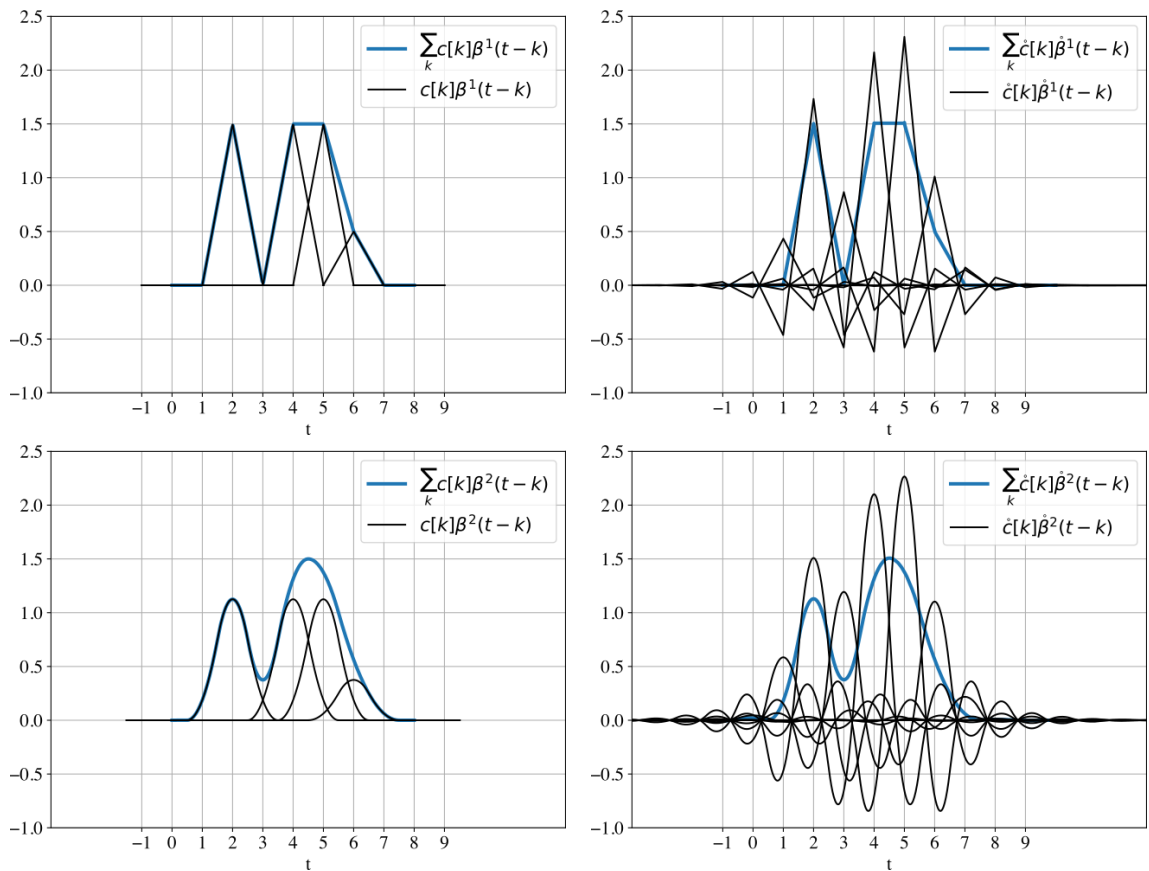 2.5
2.0
1.5
1.0
0.5
0.0
−0.5
−1.0
−1 0 1 2 3 4 5 6 7 8 9
t
∑ₖ c[k]β¹(t − k)
c[k]β¹(t − k)
2.5
2.0
1.5
1.0
0.5
0.0
−0.5
−1.0
−1 0 1 2 3 4 5 6 7 8 9
t
∑ₖ c̊[k]β̊¹(t − k)
c̊[k]β̊¹(t − k)
2.5
2.0
1.5
1.0
0.5
0.0
−0.5
−1.0
−1 0 1 2 3 4 5 6 7 8 9
t
∑ₖ c[k]β²(t − k)
c[k]β²(t − k)
2.5
2.0
1.5
1.0
0.5
0.0
−0.5
−1.0
−1 0 1 2 3 4 5 6 7 8 9
t
∑ₖ c̊[k]β̊²(t − k)
c̊[k]β̊²(t − k)